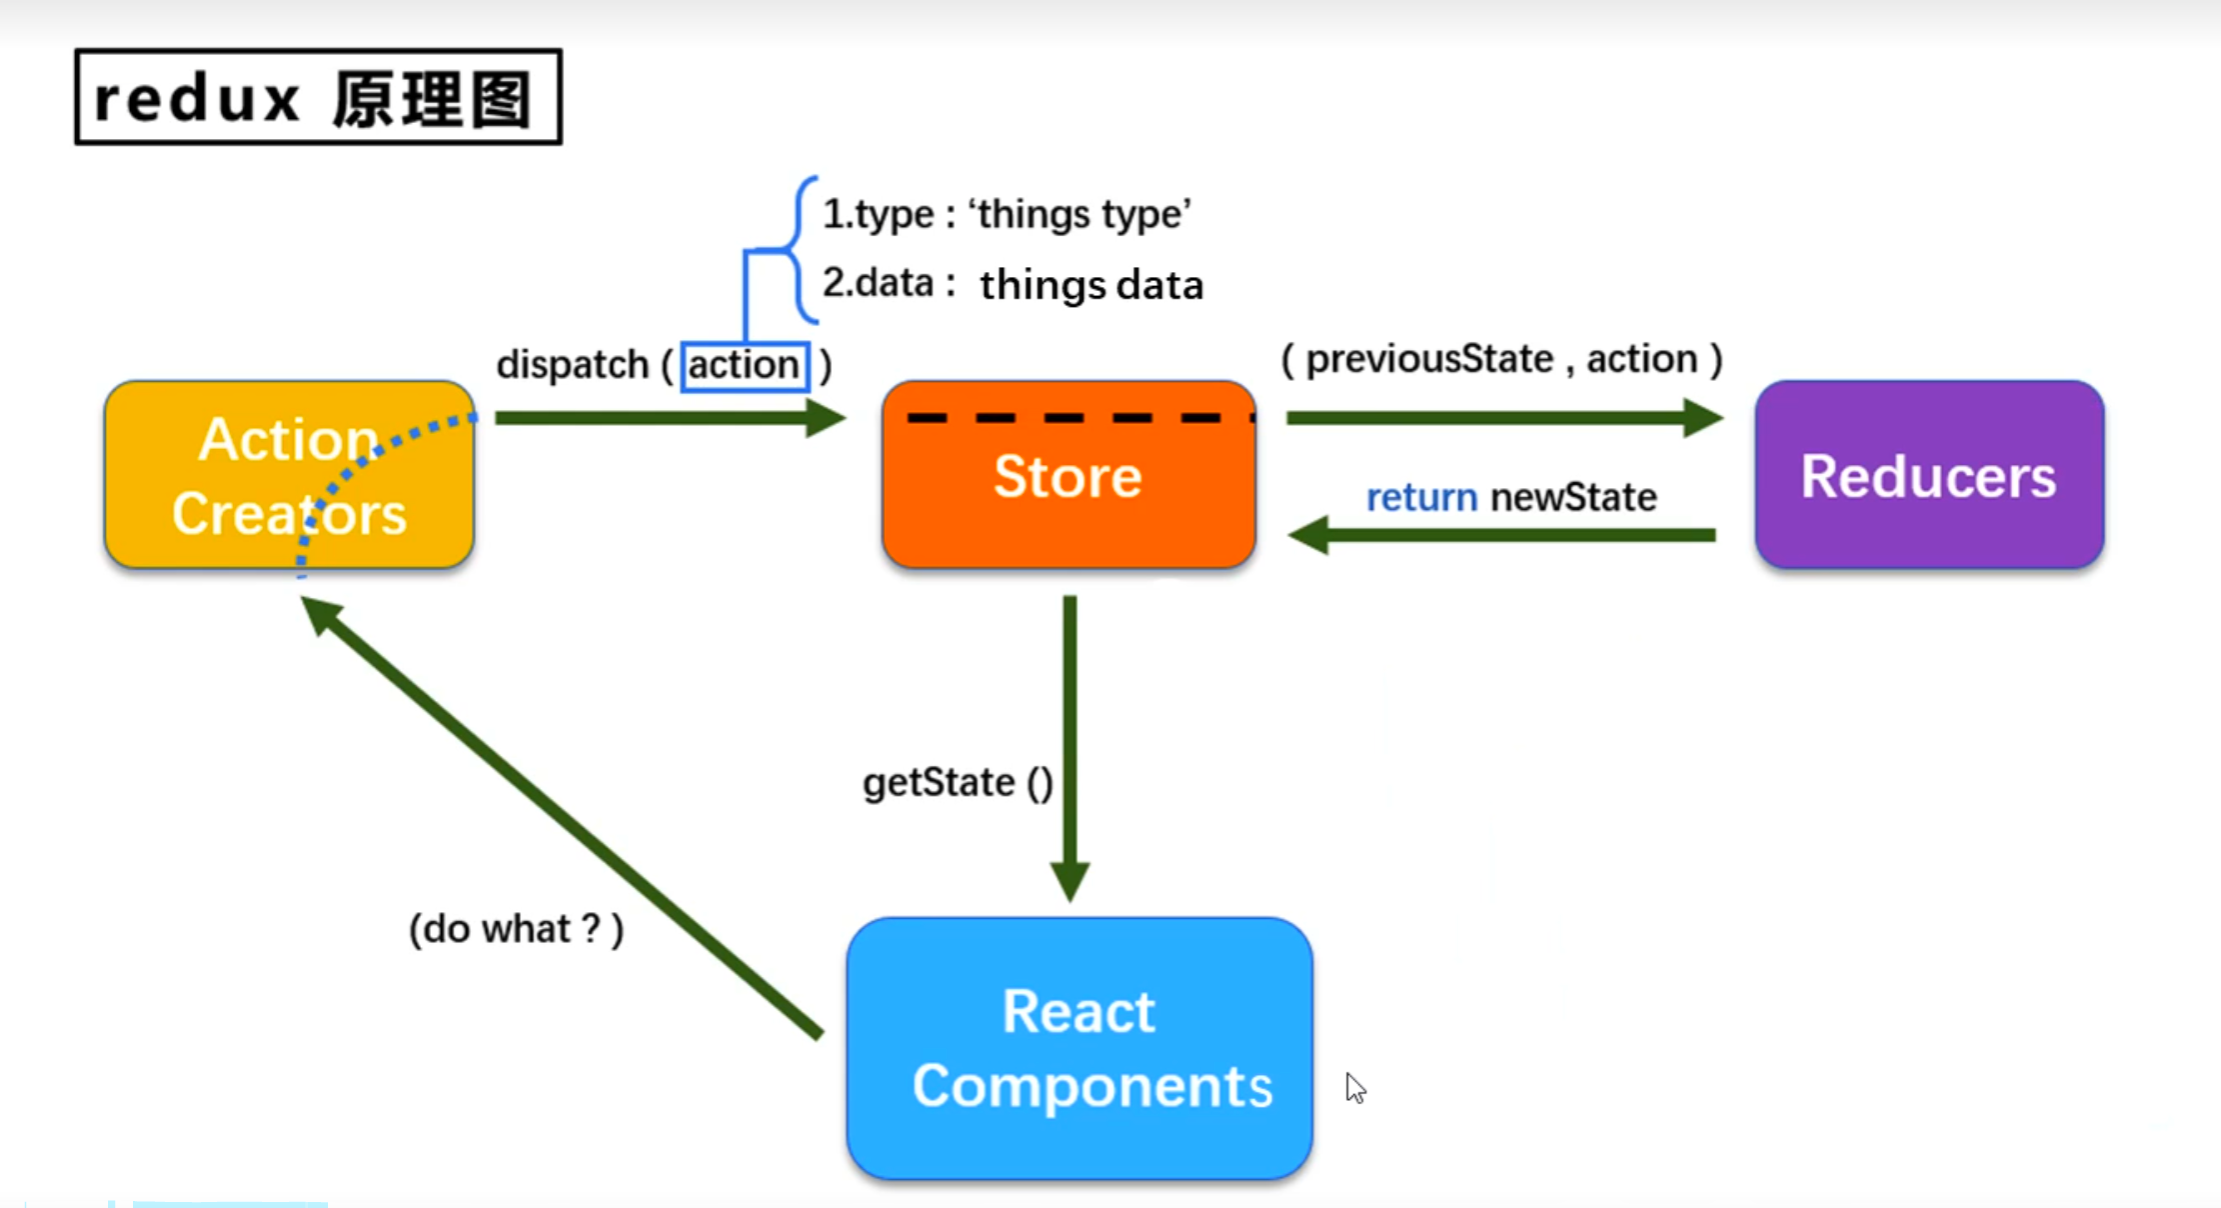 redux 原理图
1.type : ‘things type’
2.data : things data
dispatch ( action )
( previousState , action )
Action
Creators
Store
return newState
Reducers
getState ()
(do what ? )
React
Components